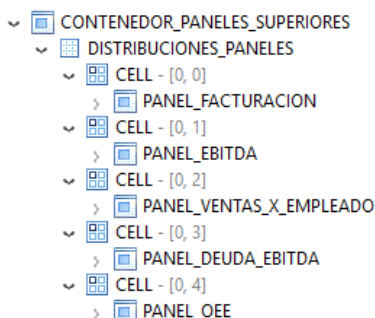 CONTENEDOR_PANELES_SUPERIORES
DISTRIBUCIONES_PANELES
CELL - [0, 0]
PANEL_FACTURACION
CELL - [0, 1]
PANEL_EBITDA
CELL - [0, 2]
PANEL_VENTAS_X_EMPLEADO
CELL - [0, 3]
PANEL_DEUDA_EBITDA
CELL - [0, 4]
PANEL_OEE